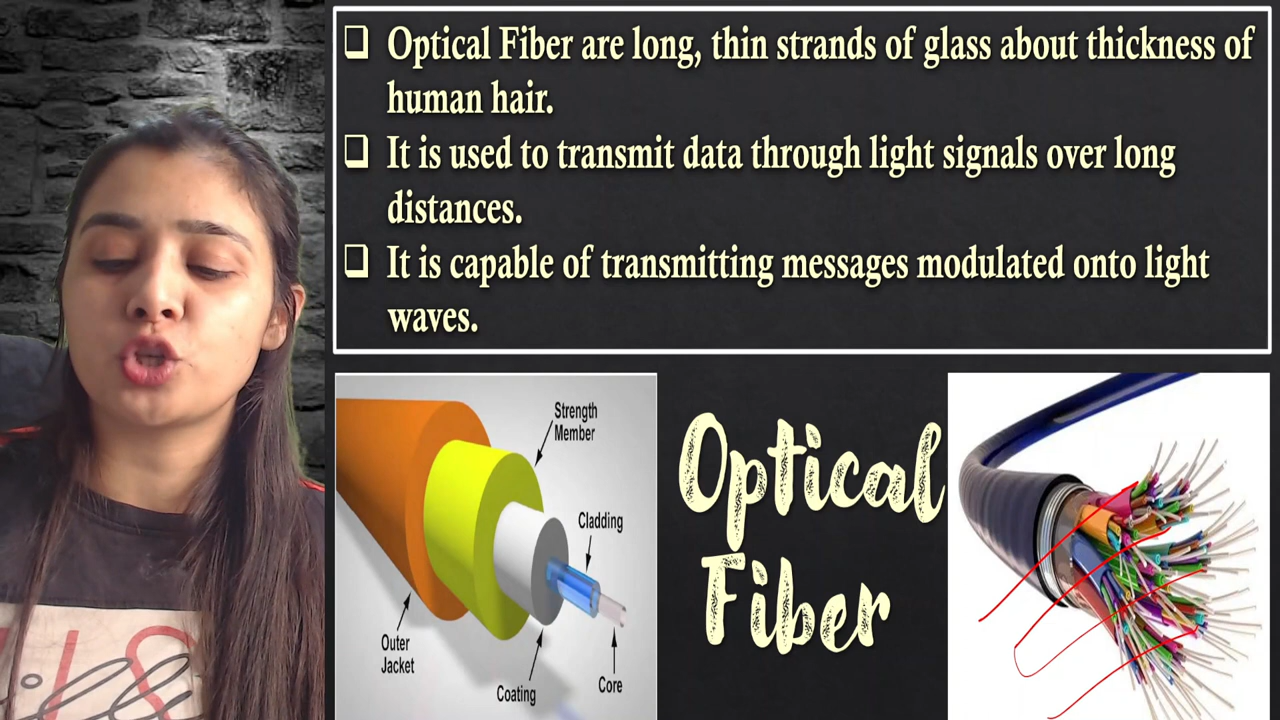 ❑ Optical Fiber are long, thin strands of glass about thickness of
human hair.
❑ It is used to transmit data through light signals over long
distances.
❑ It is capable of transmitting messages modulated onto light
waves.
Strength
Member
Cladding
Outer
Jacket
Coating
Core
Optical
Fiber